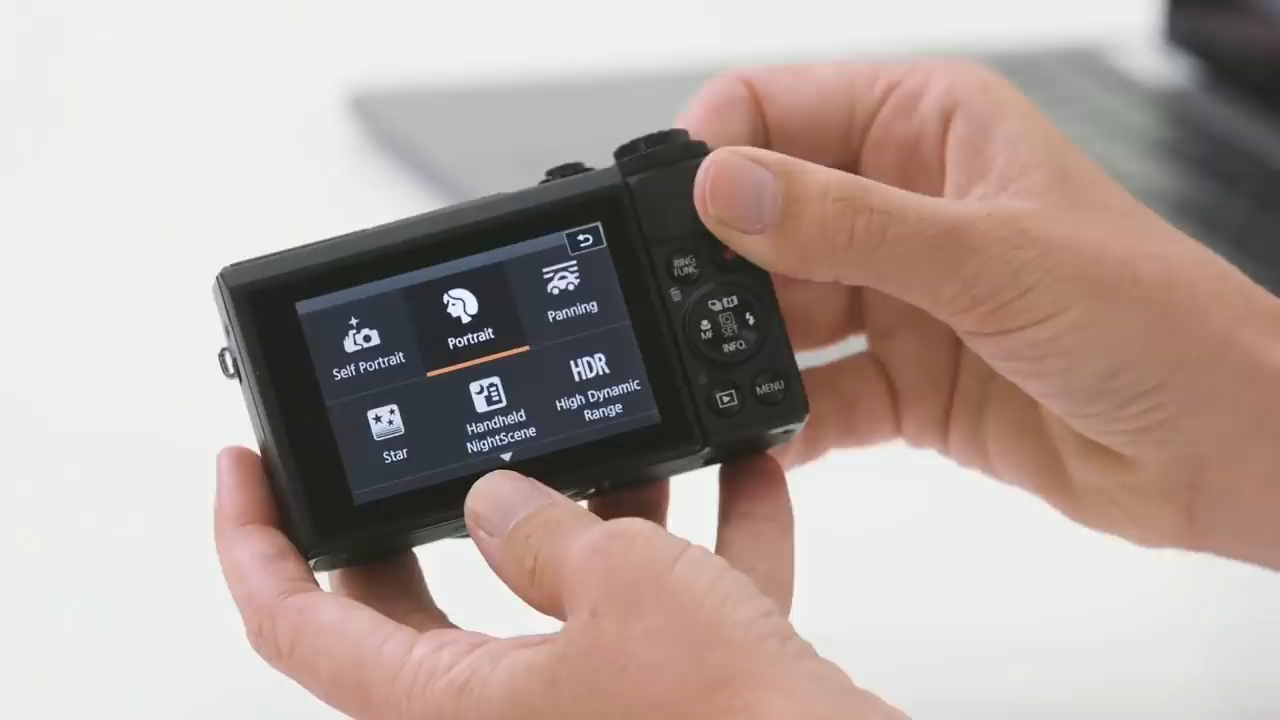 Self Portrait
Portrait
Panning
Star
Handheld
NightScene
HDR
High Dynamic
Range
RING
FUNC.
MF
SET
INFO.
MENU